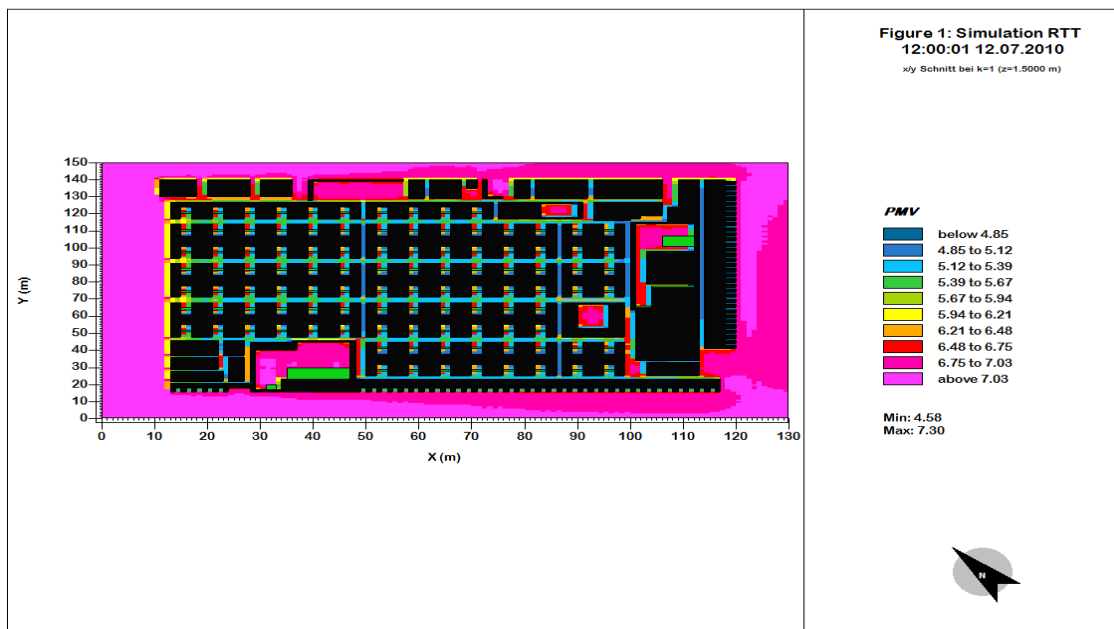 Figure 1: Simulation RTT
12:00:01 12.07.2010
x/y Schnitt bei k=1 (z=1.5000 m)
150
140
130
120
110
100
90
80
70
60
50
40
30
20
10
0
Y (m)
0 10 20 30 40 50 60 70 80 90 100 110 120 130
X (m)
PMV
below 4.85
4.85 to 5.12
5.12 to 5.39
5.39 to 5.67
5.67 to 5.94
5.94 to 6.21
6.21 to 6.48
6.48 to 6.75
6.75 to 7.03
above 7.03
Min: 4.58
Max: 7.30
N